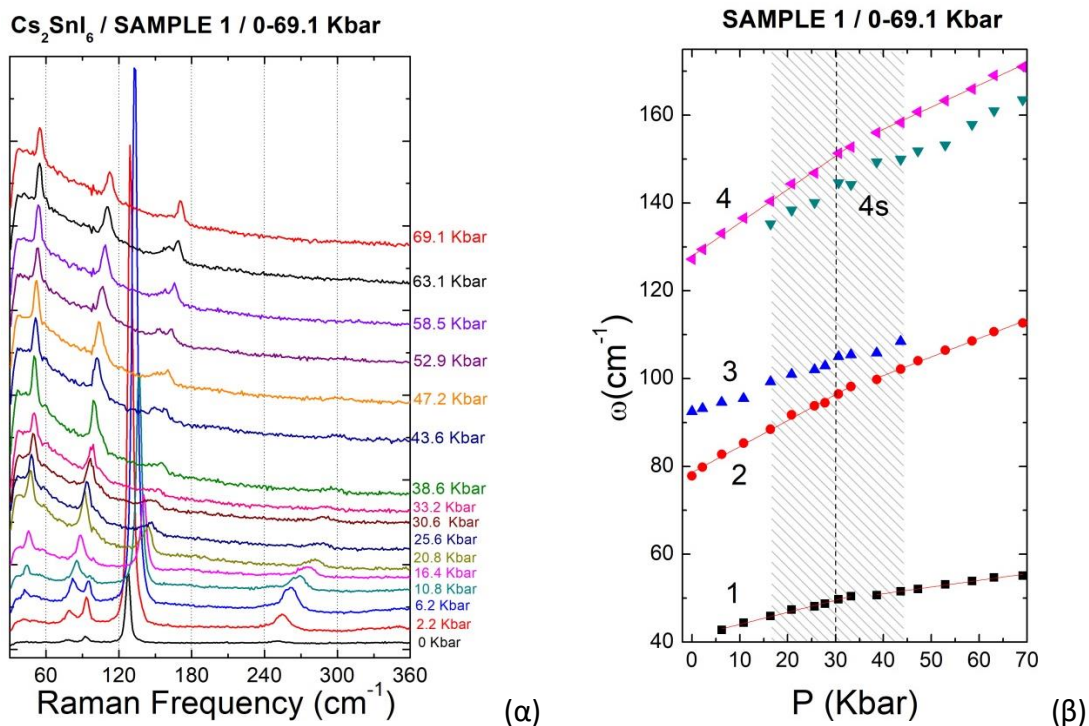 Cs₂SnI₆ / SAMPLE 1 / 0-69.1 Kbar
69.1 Kbar
63.1 Kbar
58.5 Kbar
52.9 Kbar
47.2 Kbar
43.6 Kbar
38.6 Kbar
33.2 Kbar
30.6 Kbar
25.6 Kbar
20.8 Kbar
16.4 Kbar
10.8 Kbar
6.2 Kbar
2.2 Kbar
0 Kbar
60 120 180 240 300 360
Raman Frequency (cm⁻¹)
(α)
SAMPLE 1 / 0-69.1 Kbar
ω(cm⁻¹)
160
140
120
100
80
60
40
4
4s
3
2
1
0 10 20 30 40 50 60 70
P (Kbar)
(β)